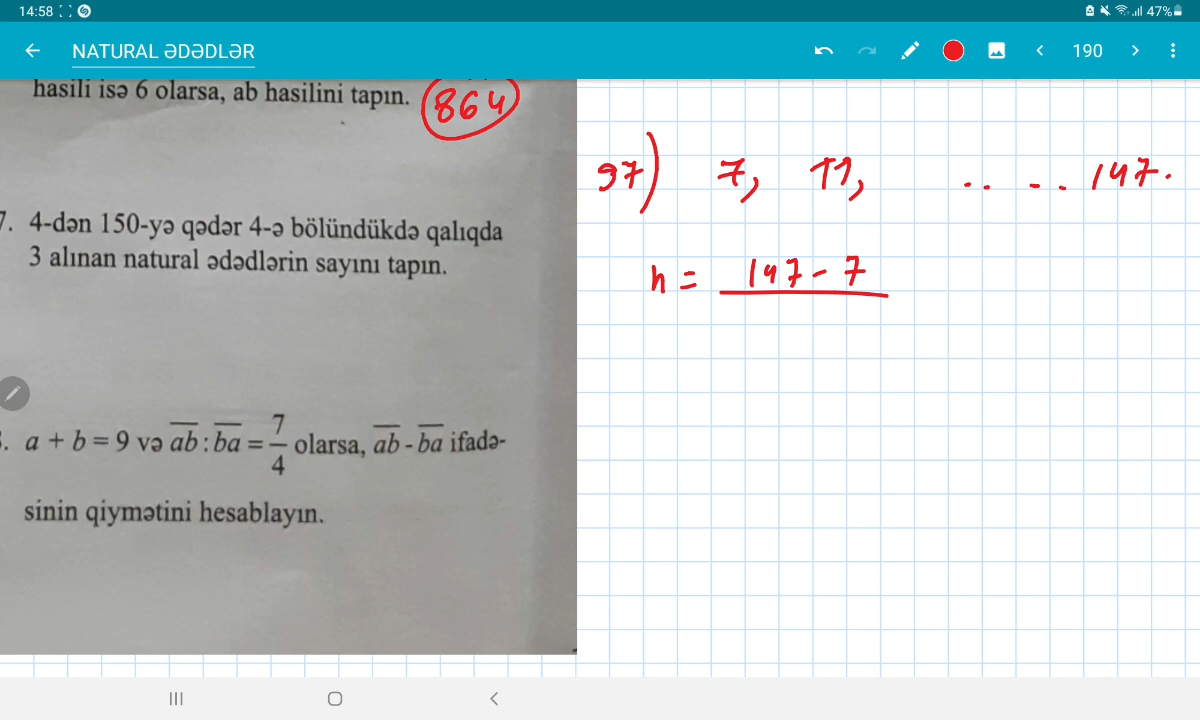 14:58 47%
NATURAL ƏDƏDLƏR 190
hasili isə 6 olarsa, ab hasilini tapın. 864
97) 7, 11, .. .. 147.
7. 4-dən 150-yə qədər 4-ə bölündükdə qalıqda
3 alınan natural ədədlərin sayını tapın.
n = 147 - 7
a + b = 9 və ab : ba = 7/4 olarsa, ab - ba ifadə-
sinin qiymətini hesablayın.